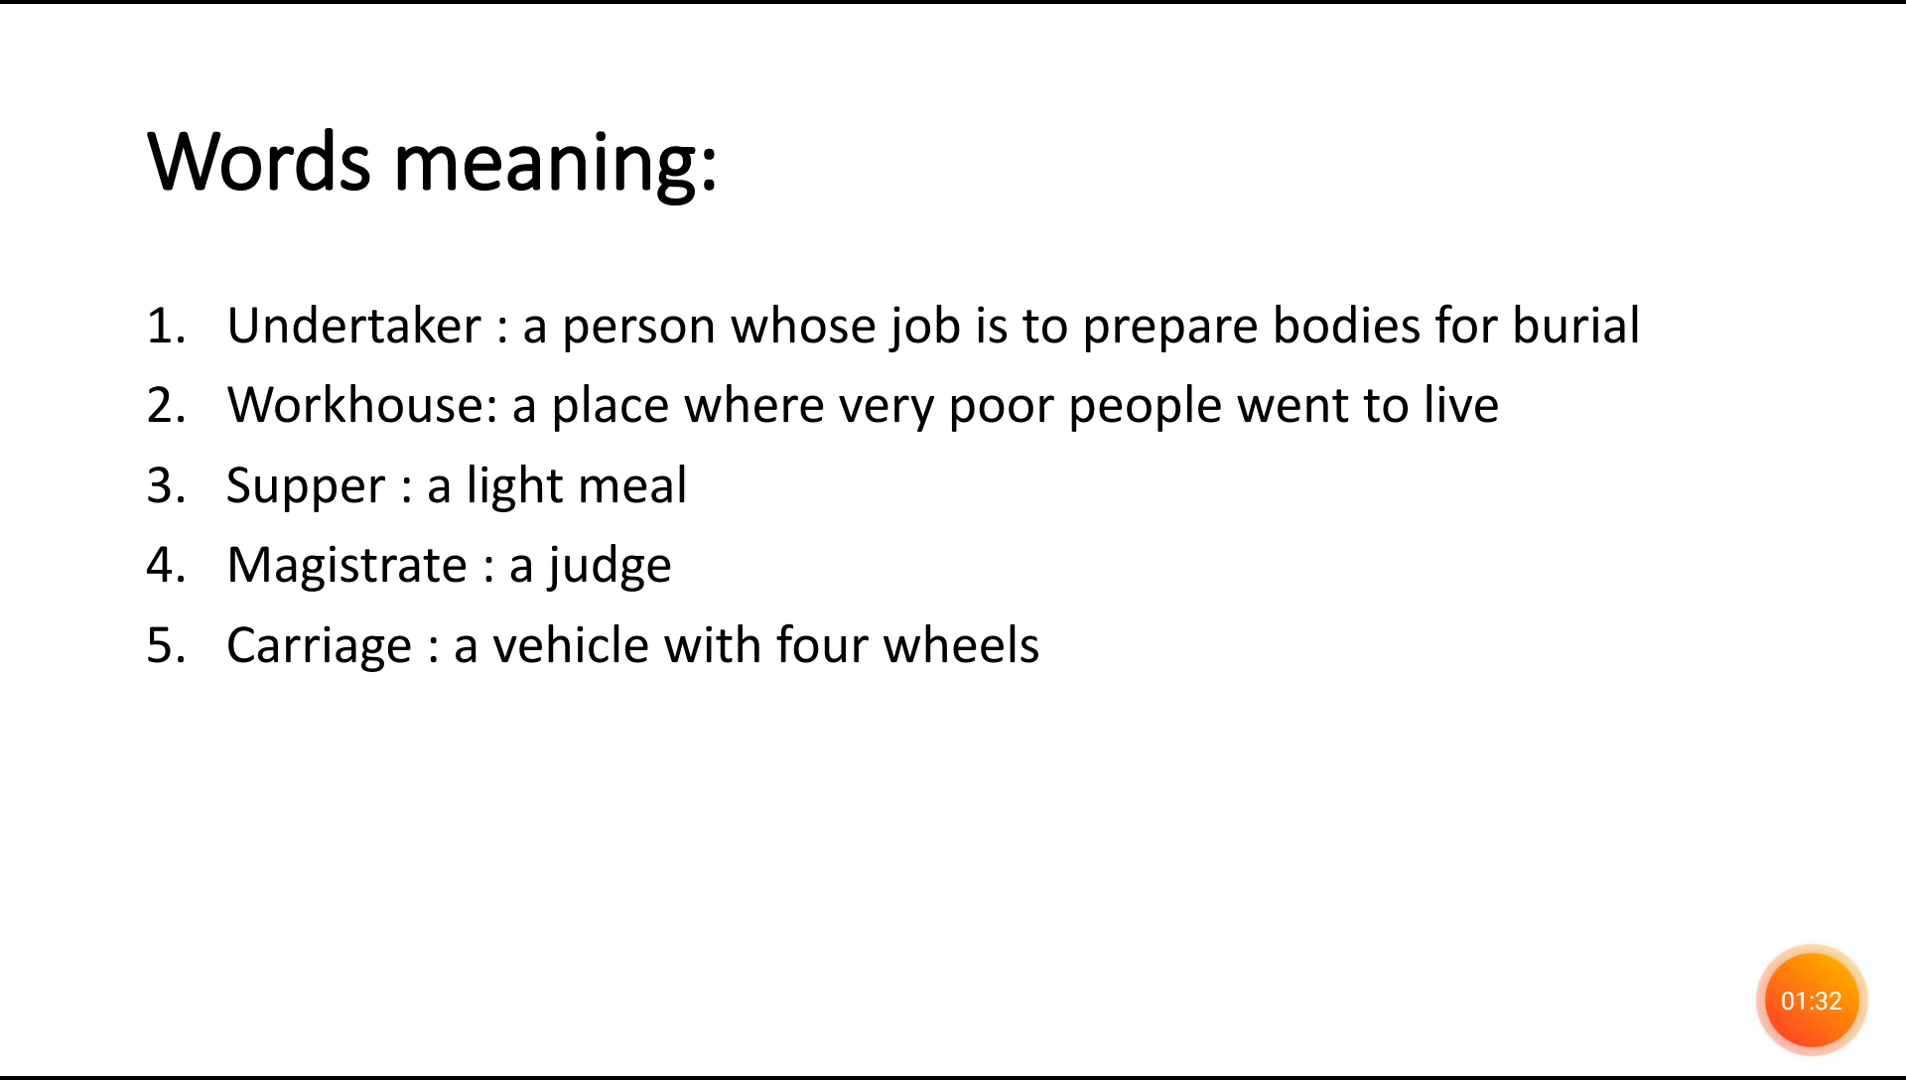 Words meaning:
1. Undertaker : a person whose job is to prepare bodies for burial
2. Workhouse: a place where very poor people went to live
3. Supper : a light meal
4. Magistrate : a judge
5. Carriage : a vehicle with four wheels
01:32